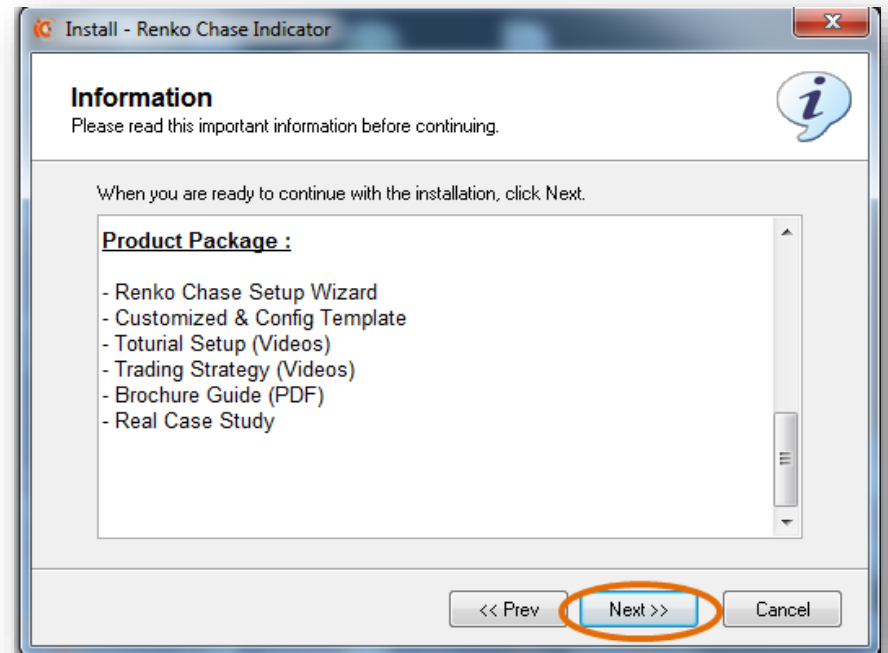 Install - Renko Chase Indicator
Information
Please read this important information before continuing.
When you are ready to continue with the installation, click Next.
Product Package :
- Renko Chase Setup Wizard
- Customized & Config Template
- Toturial Setup (Videos)
- Trading Strategy (Videos)
- Brochure Guide (PDF)
- Real Case Study
<< Prev
Next >>
Cancel